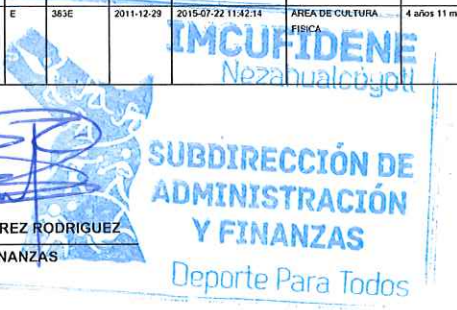 E 383E 2011-12-29 2015-07-22 11:42:14 AREA DE CULTURA FISICA 4 años 11 m
IMCUFIDENE
Nezahualcóyotl
SUBDIRECCIÓN DE
ADMINISTRACIÓN
Y FINANZAS
Deporte Para Todos
REZ RODRIGUEZ
NANZAS